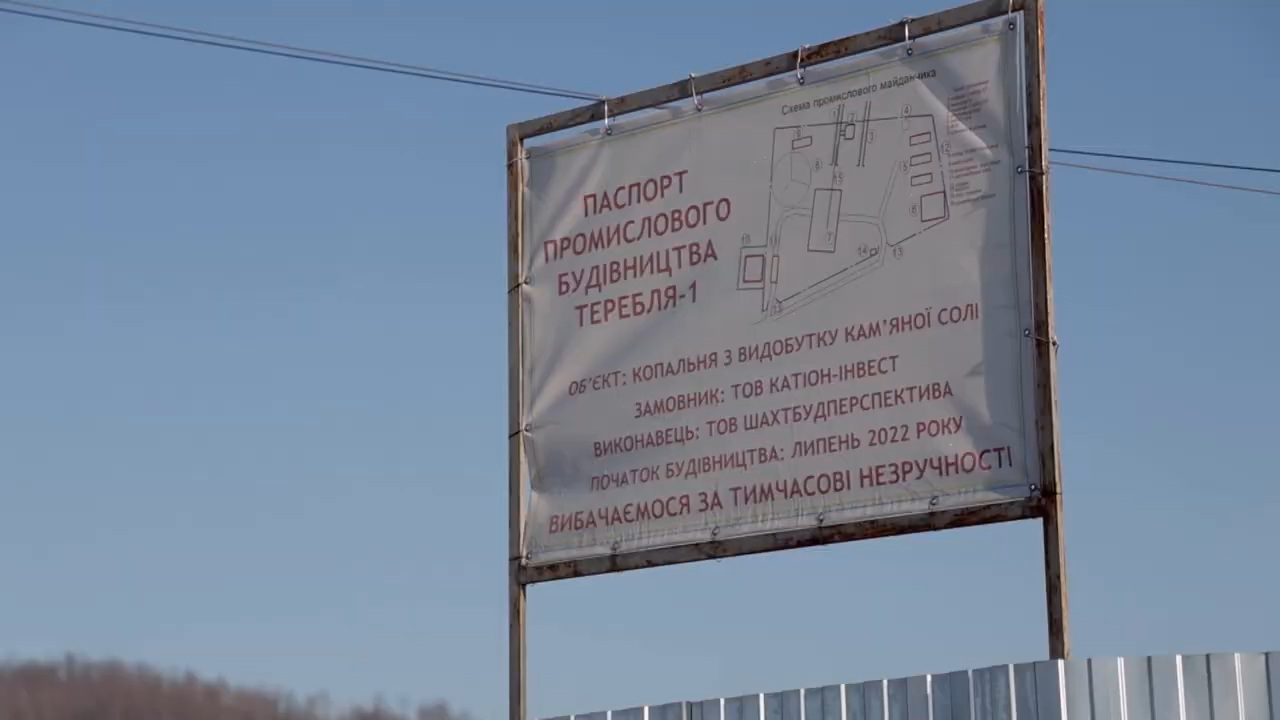 Схема промислового майданчика
ПАСПОРТ
ПРОМИСЛОВОГО
БУДІВНИЦТВА
ТЕРЕБЛЯ-1
ОБ'ЄКТ: КОПАЛЬНЯ З ВИДОБУТКУ КАМ'ЯНОЇ СОЛІ
ЗАМОВНИК: ТОВ КАТІОН-ІНВЕСТ
ВИКОНАВЕЦЬ: ТОВ ШАХТБУДПЕРСПЕКТИВА
ПОЧАТОК БУДІВНИЦТВА: ЛИПЕНЬ 2022 РОКУ
ВИБАЧАЄМОСЯ ЗА ТИМЧАСОВІ НЕЗРУЧНОСТІ